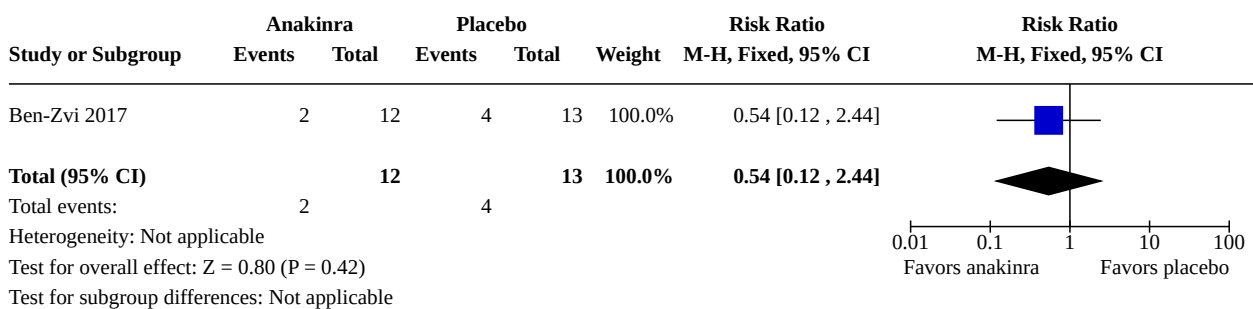 Anakinra Placebo Risk Ratio Risk Ratio
Study or Subgroup Events Total Events Total Weight M-H, Fixed, 95% CI M-H, Fixed, 95% CI
Ben-Zvi 2017 2 12 4 13 100.0% 0.54 [0.12 , 2.44]
Total (95% CI) 12 13 100.0% 0.54 [0.12 , 2.44]
Total events: 2 4
Heterogeneity: Not applicable
0.01 0.1 1 10 100
Test for overall effect: Z = 0.80 (P = 0.42)
Favors anakinra Favors placebo
Test for subgroup differences: Not applicable